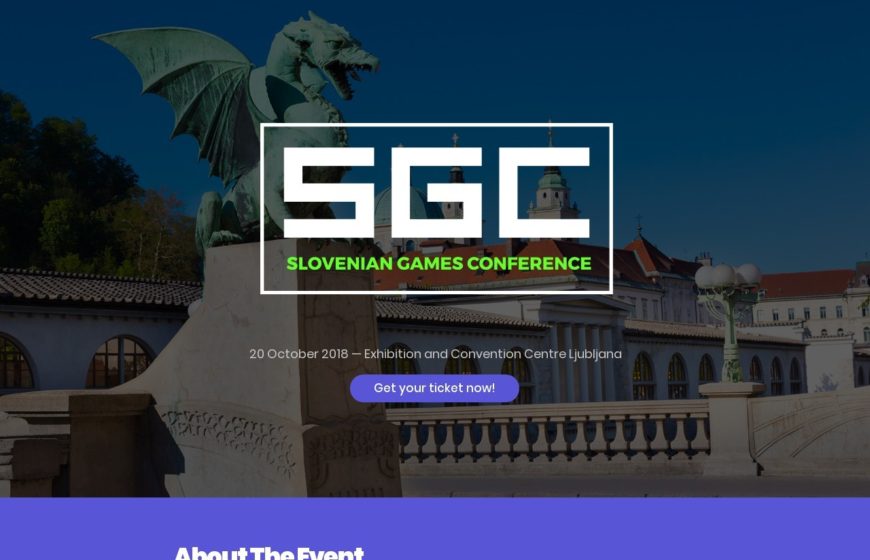 SGC
SLOVENIAN GAMES CONFERENCE
20 October 2018 — Exhibition and Convention Centre Ljubljana
Get your ticket now!
About The Event